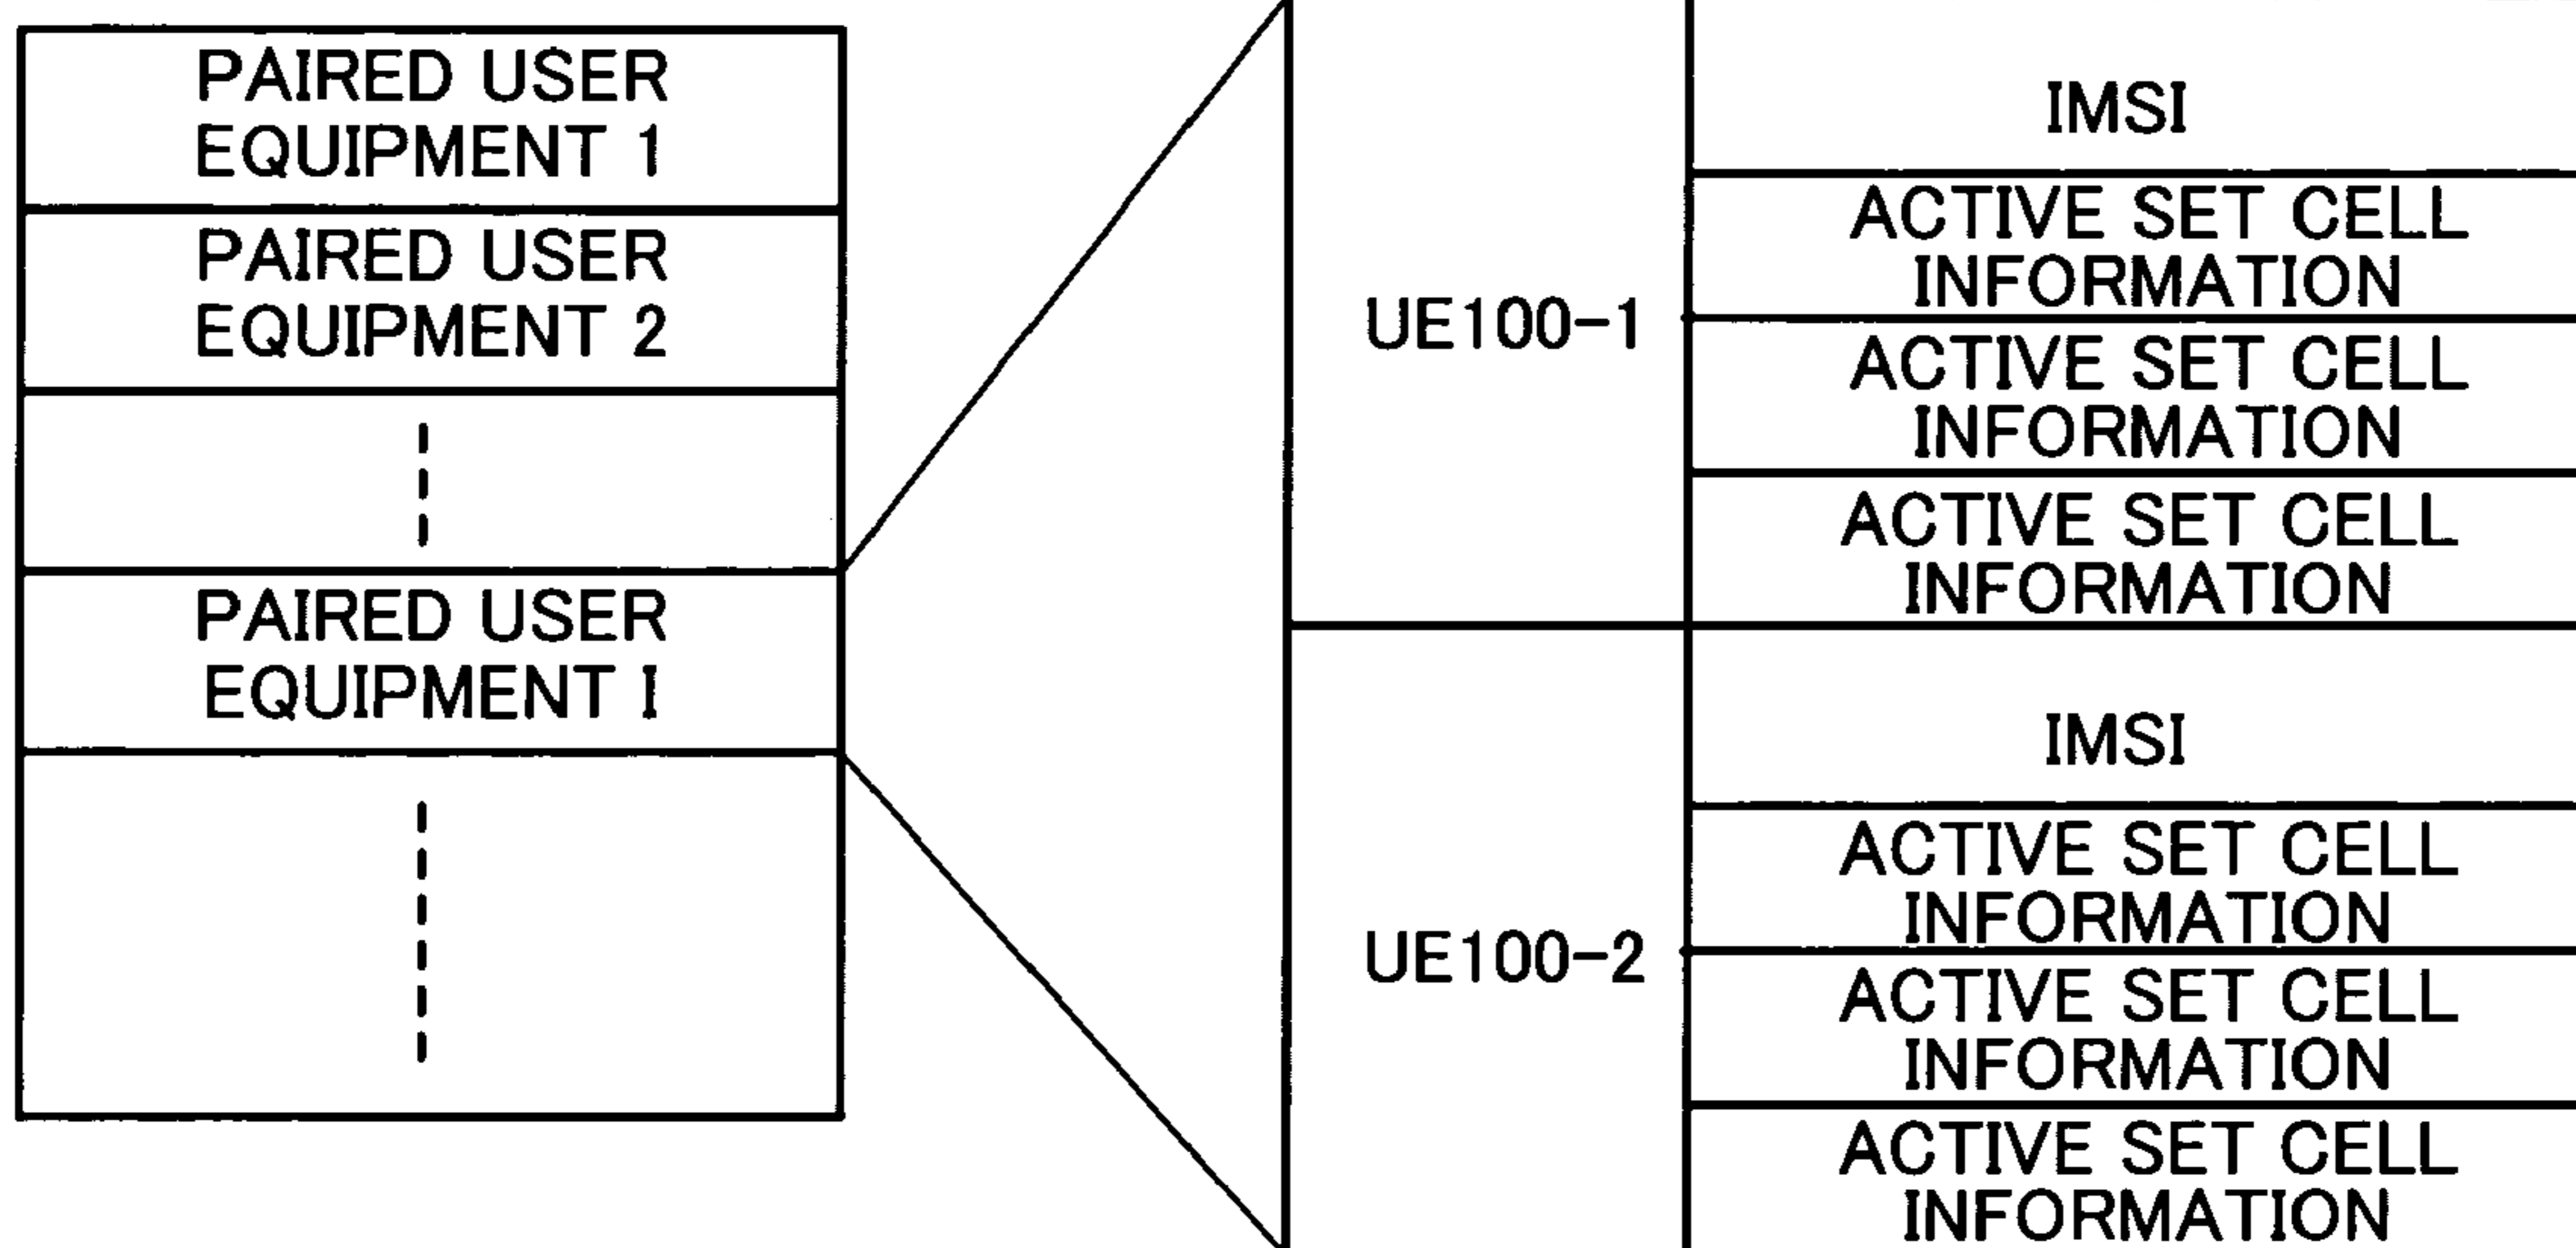 PAIRED USER
EQUIPMENT 1
PAIRED USER
EQUIPMENT 2
PAIRED USER
EQUIPMENT I
UE100-1
IMSI
ACTIVE SET CELL
INFORMATION
ACTIVE SET CELL
INFORMATION
ACTIVE SET CELL
INFORMATION
UE100-2
IMSI
ACTIVE SET CELL
INFORMATION
ACTIVE SET CELL
INFORMATION
ACTIVE SET CELL
INFORMATION